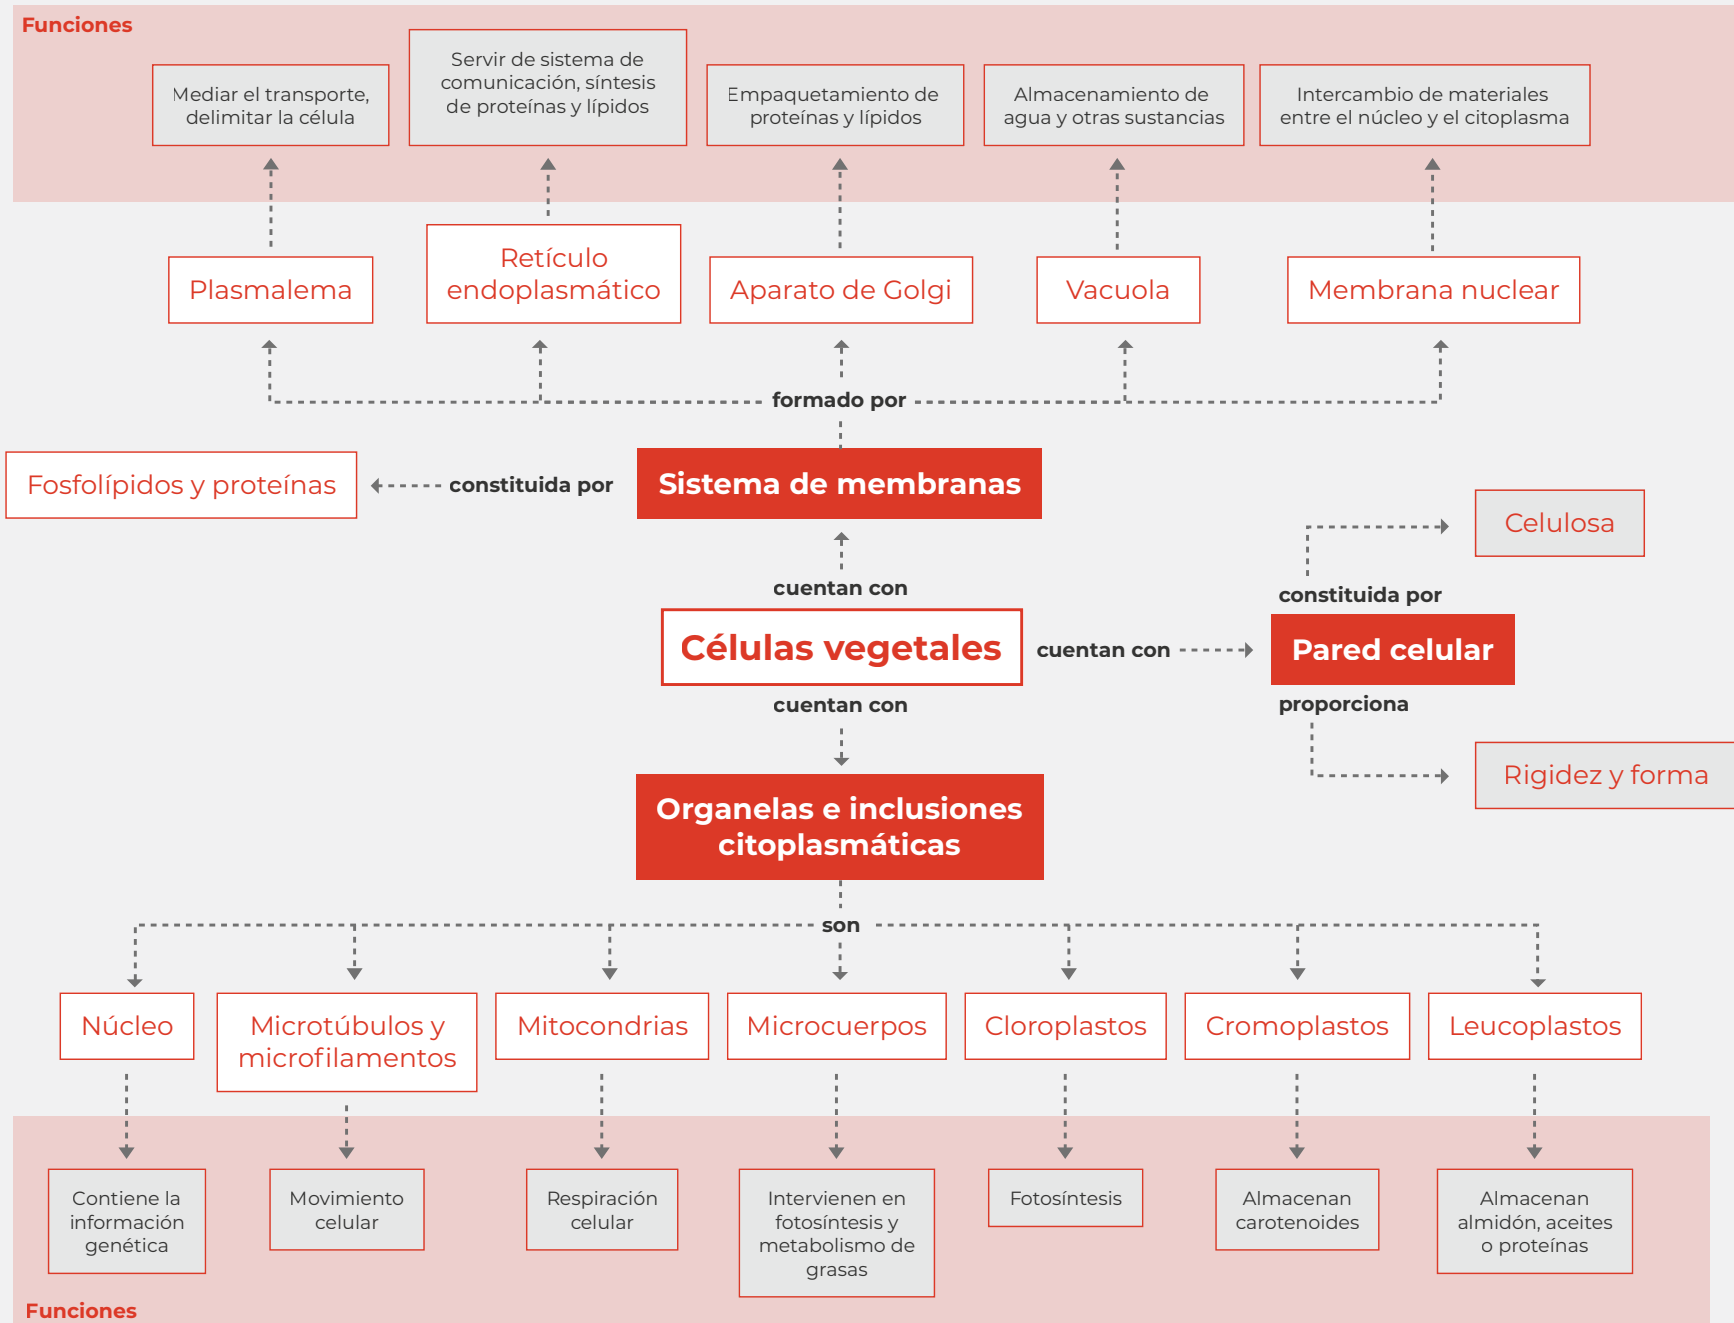 Funciones
Mediar el transporte,
delimitar la célula
Servir de sistema de
comunicación, síntesis
de proteínas y lípidos
Empaquetamiento de
proteínas y lípidos
Almacenamiento de
agua y otras sustancias
Intercambio de materiales
entre el núcleo y el citoplasma
Plasmalema
Retículo
endoplasmático
Aparato de Golgi
Vacuola
Membrana nuclear
formado por
Fosfolípidos y proteínas
constituida por
Sistema de membranas
cuentan con
Células vegetales
cuentan con
Pared celular
constituida por
Celulosa
proporciona
Rigidez y forma
cuentan con
Organelas e inclusiones
citoplasmáticas
son
Núcleo
Microtúbulos y
microfilamentos
Mitocondrias
Microcuerpos
Cloroplastos
Cromoplastos
Leucoplastos
Contiene la
información
genética
Movimiento
celular
Respiración
celular
Intervienen en
fotosíntesis y
metabolismo de
grasas
Fotosíntesis
Almacenan
carotenoides
Almacenan
almidón, aceites
o proteínas
Funciones